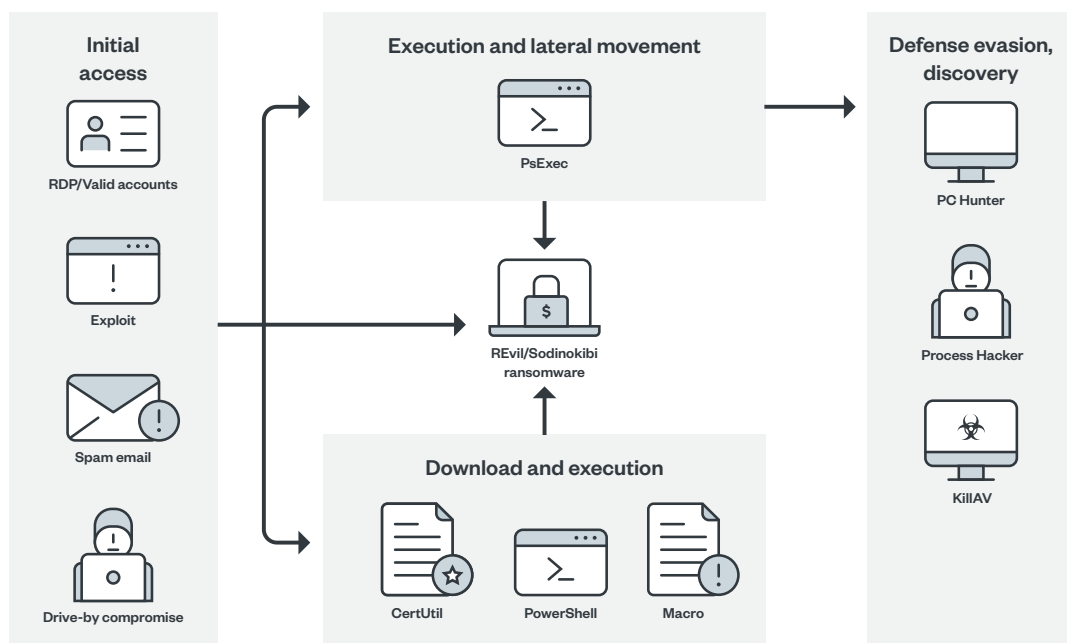 Initial
access
RDP/Valid accounts
Exploit
Spam email
Drive-by compromise
Execution and lateral movement
PsExec
$
REvil/Sodinokibi
ransomware
Download and execution
CertUtil
PowerShell
Macro
Defense evasion,
discovery
PC Hunter
Process Hacker
KillAV